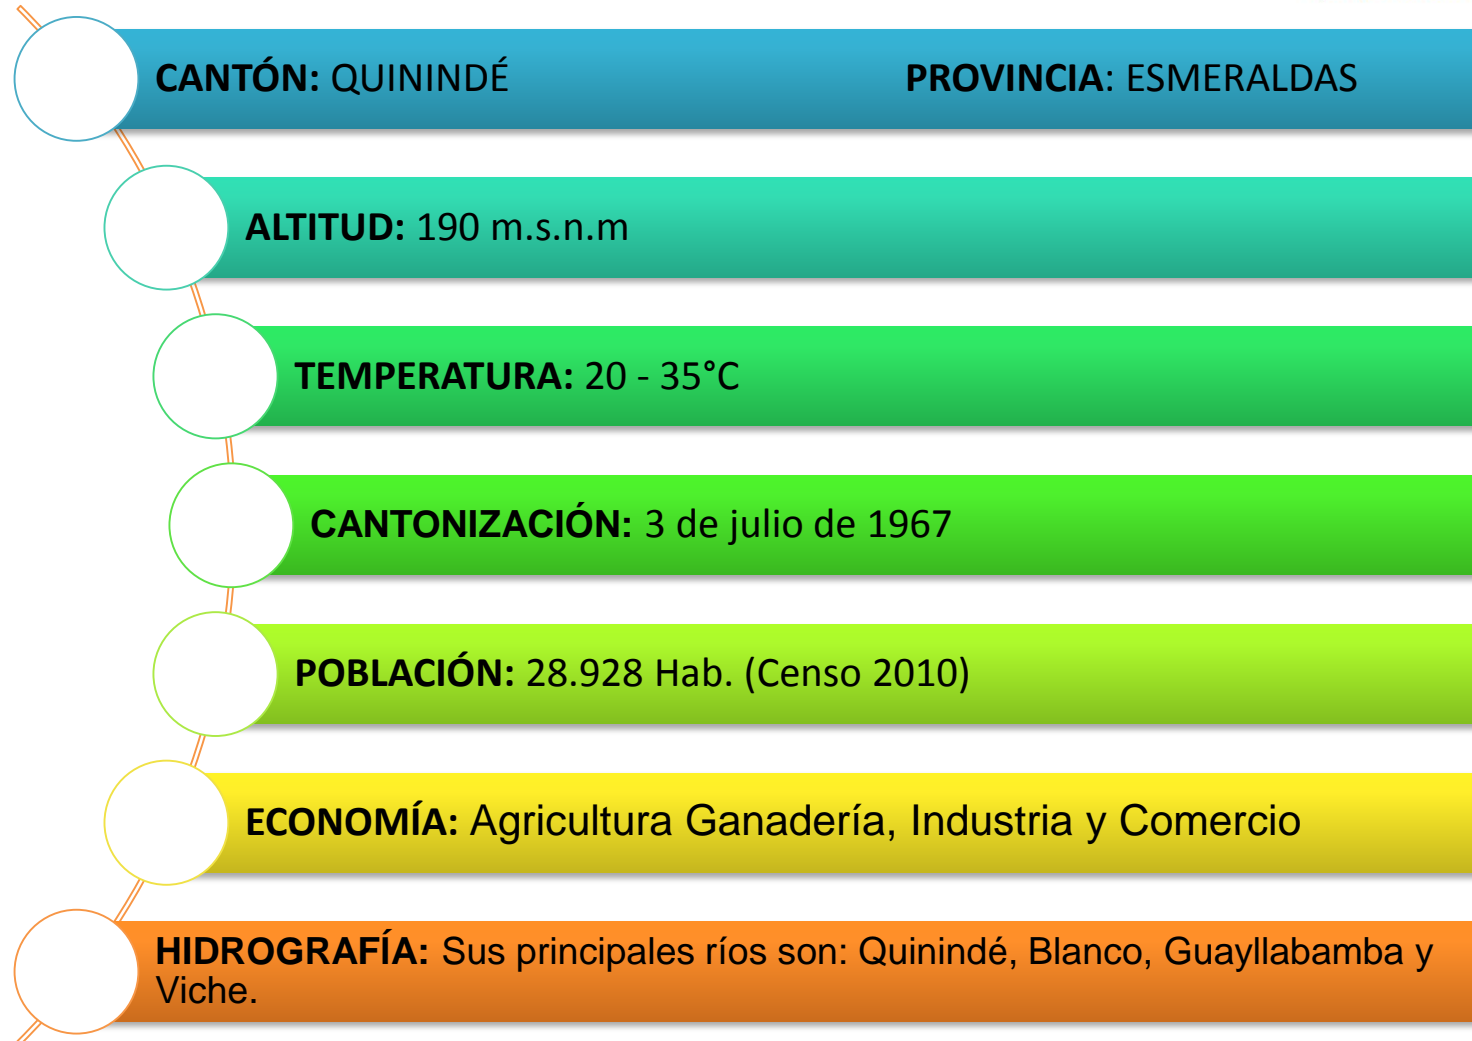 CANTÓN: QUININDÉ PROVINCIA: ESMERALDAS
ALTITUD: 190 m.s.n.m
TEMPERATURA: 20 - 35°C
CANTONIZACIÓN: 3 de julio de 1967
POBLACIÓN: 28.928 Hab. (Censo 2010)
ECONOMÍA: Agricultura Ganadería, Industria y Comercio
HIDROGRAFÍA: Sus principales ríos son: Quinindé, Blanco, Guayllabamba y
Viche.